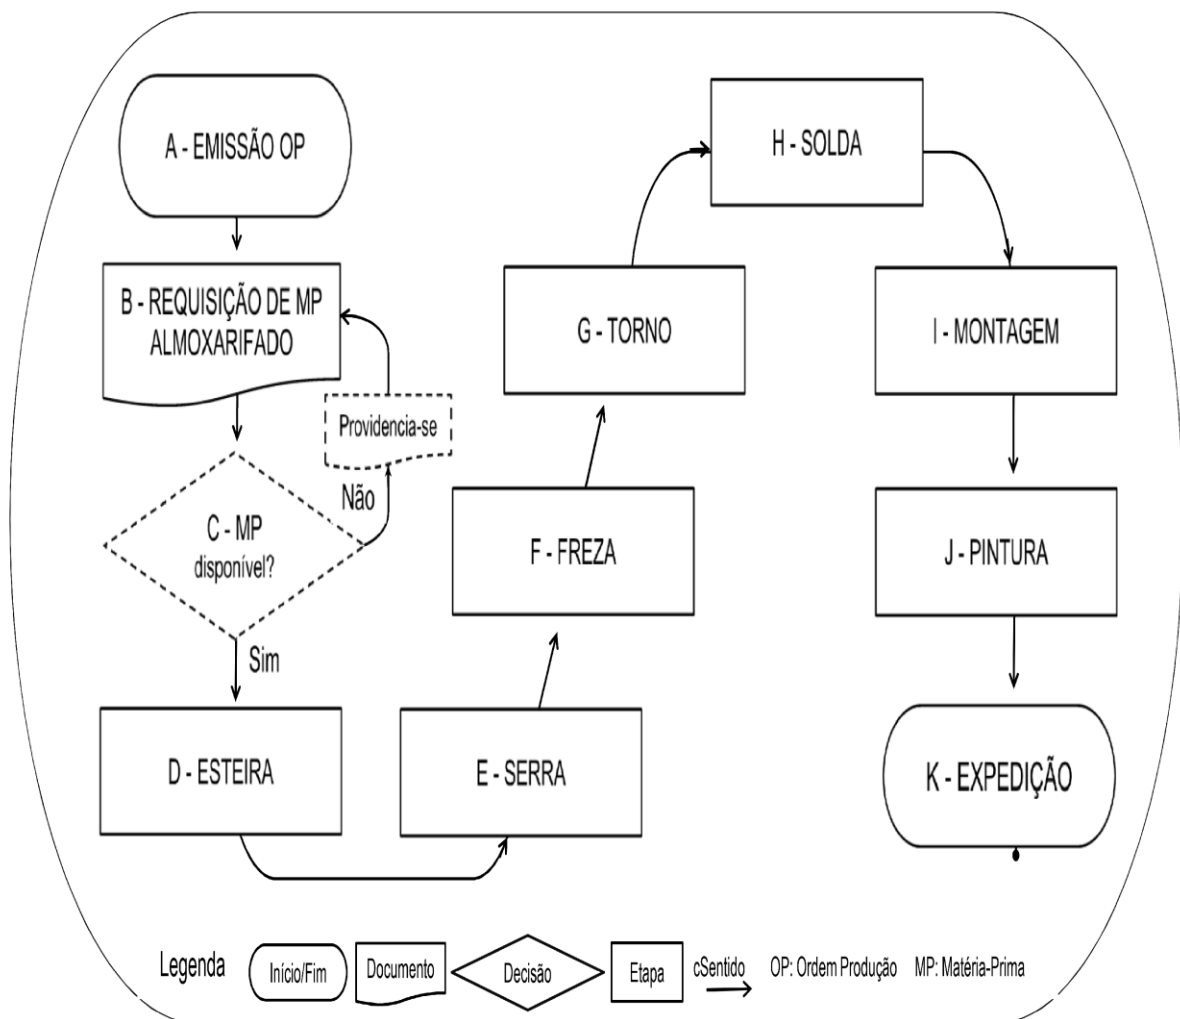 A - EMISSÃO OP
B - REQUISIÇÃO DE MP
ALMOXARIFADO
Providencia-se
Não
C - MP
disponível?
Sim
D - ESTEIRA
E - SERRA
F - FREZA
G - TORNO
H - SOLDA
I - MONTAGEM
J - PINTURA
K - EXPEDIÇÃO
Legenda
Início/Fim
Documento
Decisão
Etapa
cSentido
OP: Ordem Produção
MP: Matéria-Prima